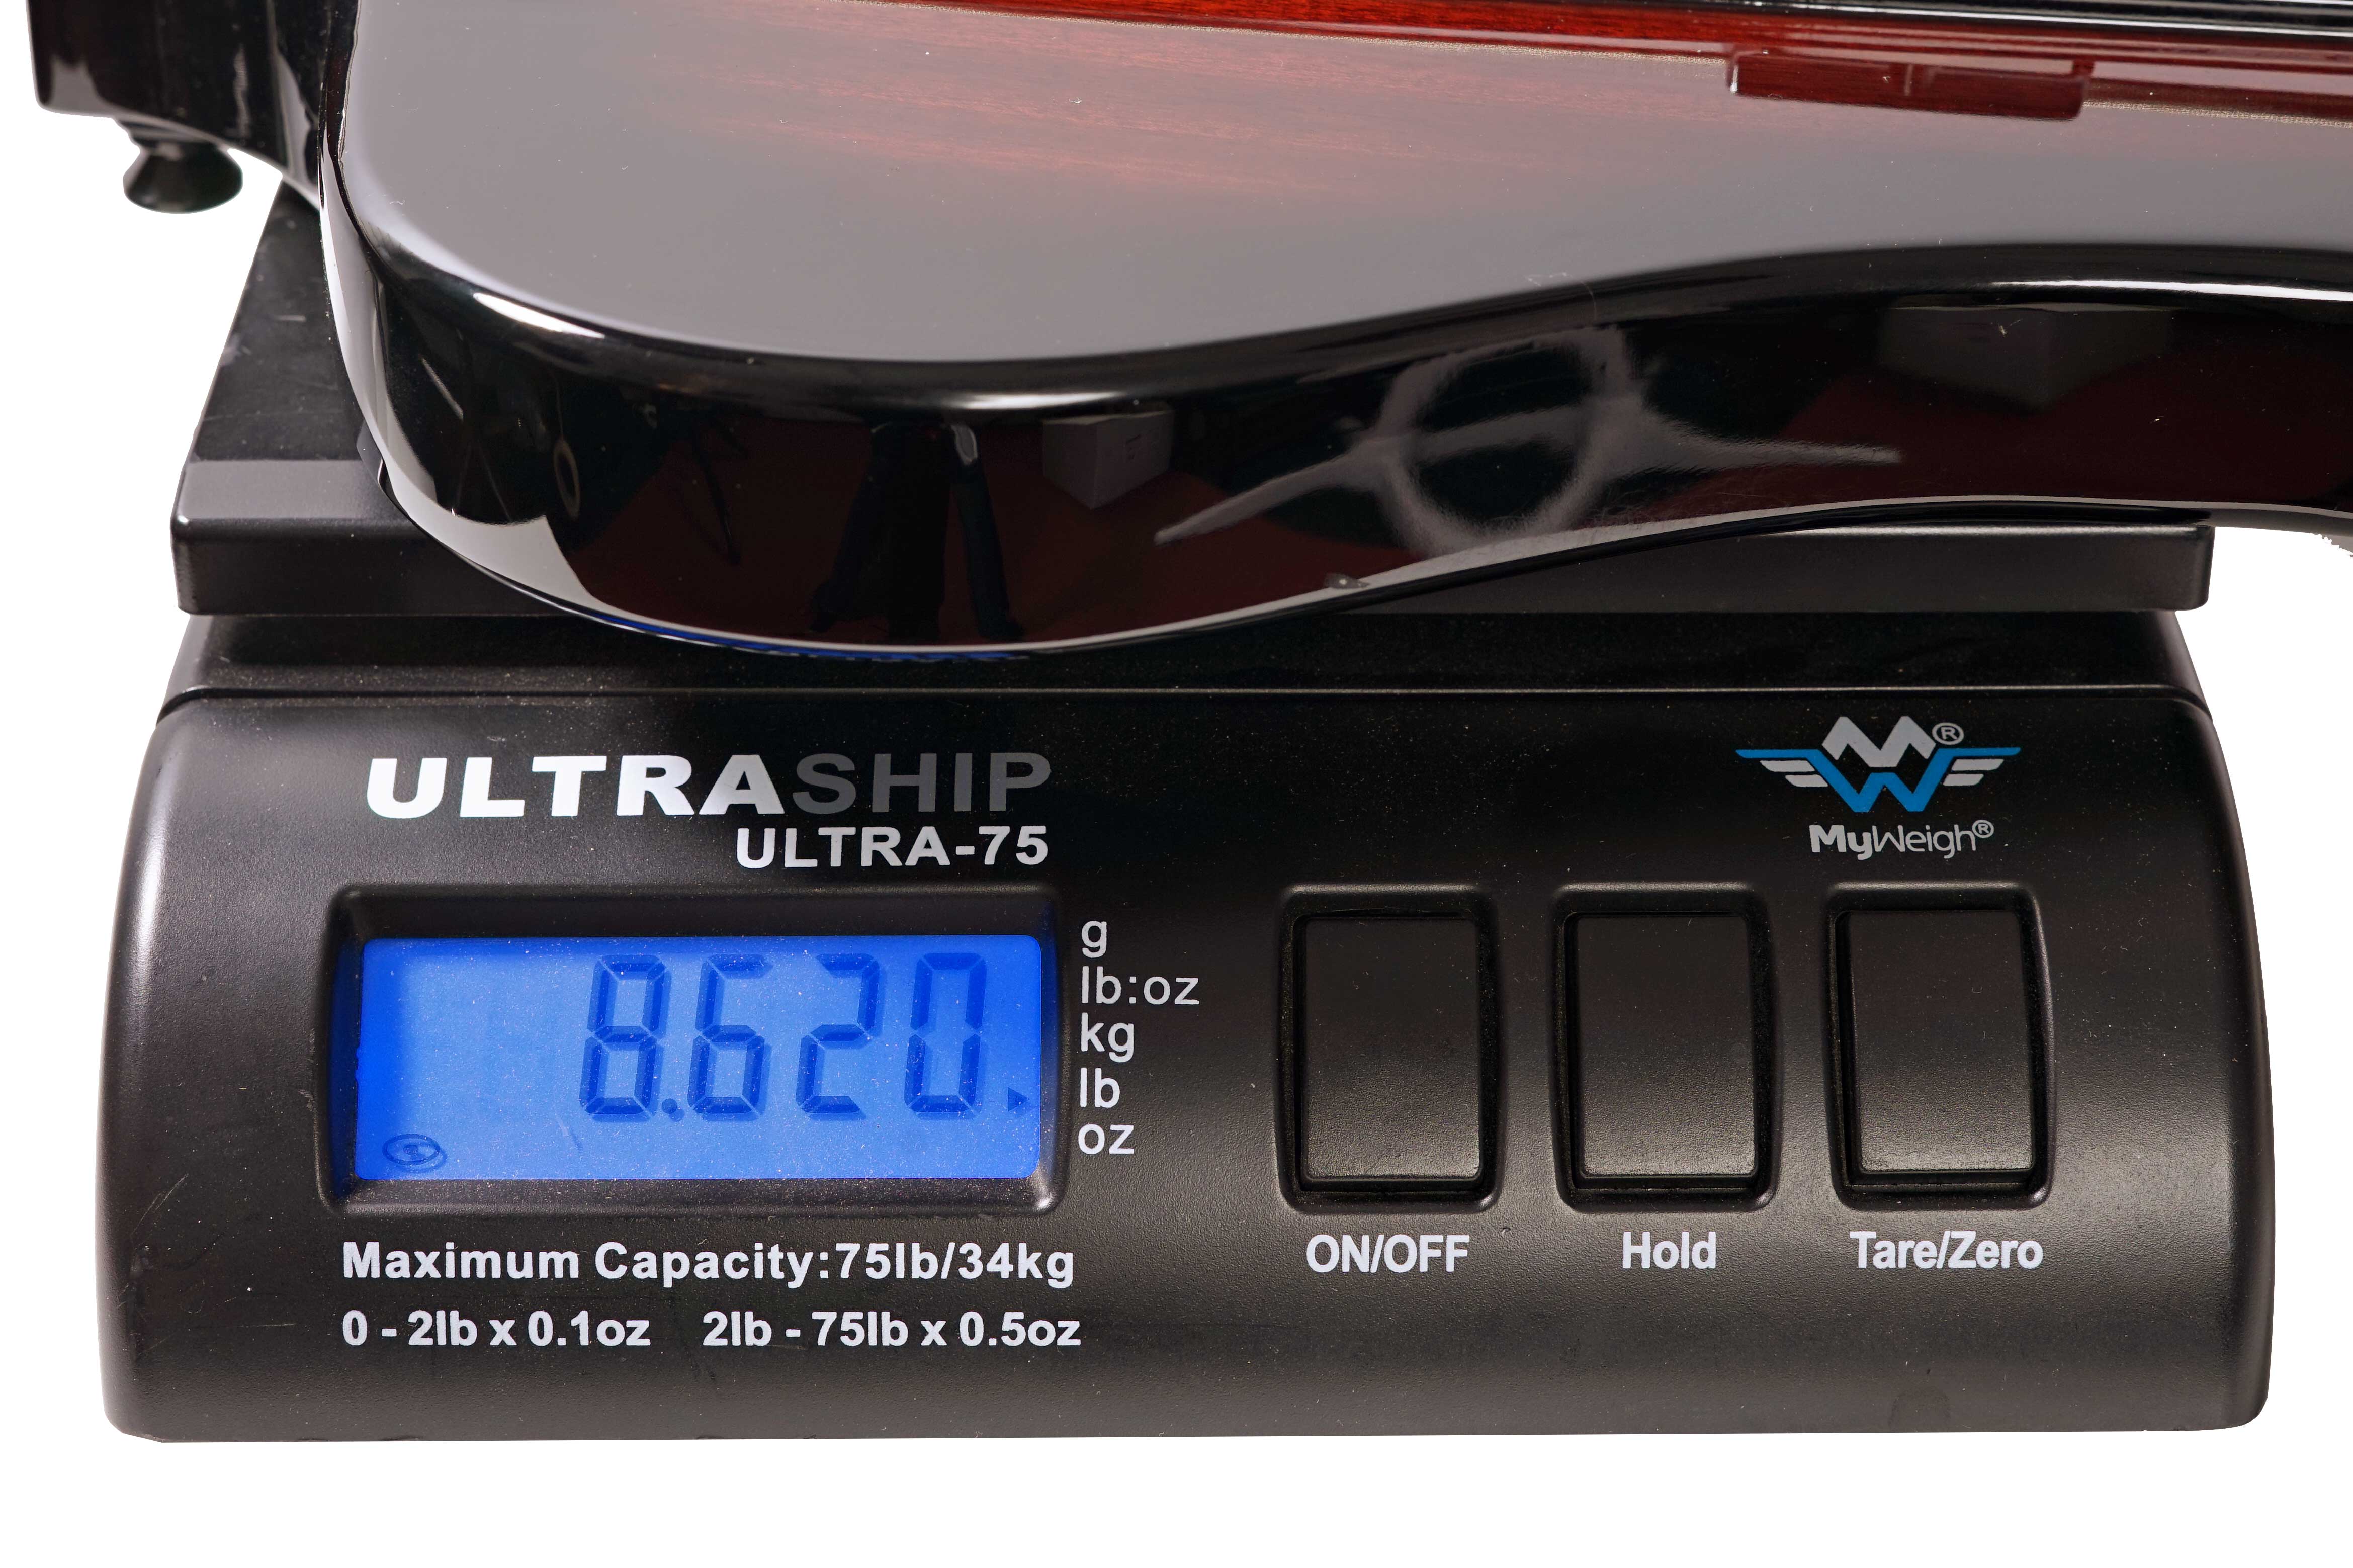 ULTRASHIP
ULTRA-75
MW®
MyWeigh®
8.620
g
lb:oz
kg
lb
oz
Maximum Capacity:75lb/34kg
0 - 2lb x 0.1oz 2lb - 75lb x 0.5oz
ON/OFF
Hold
Tare/Zero